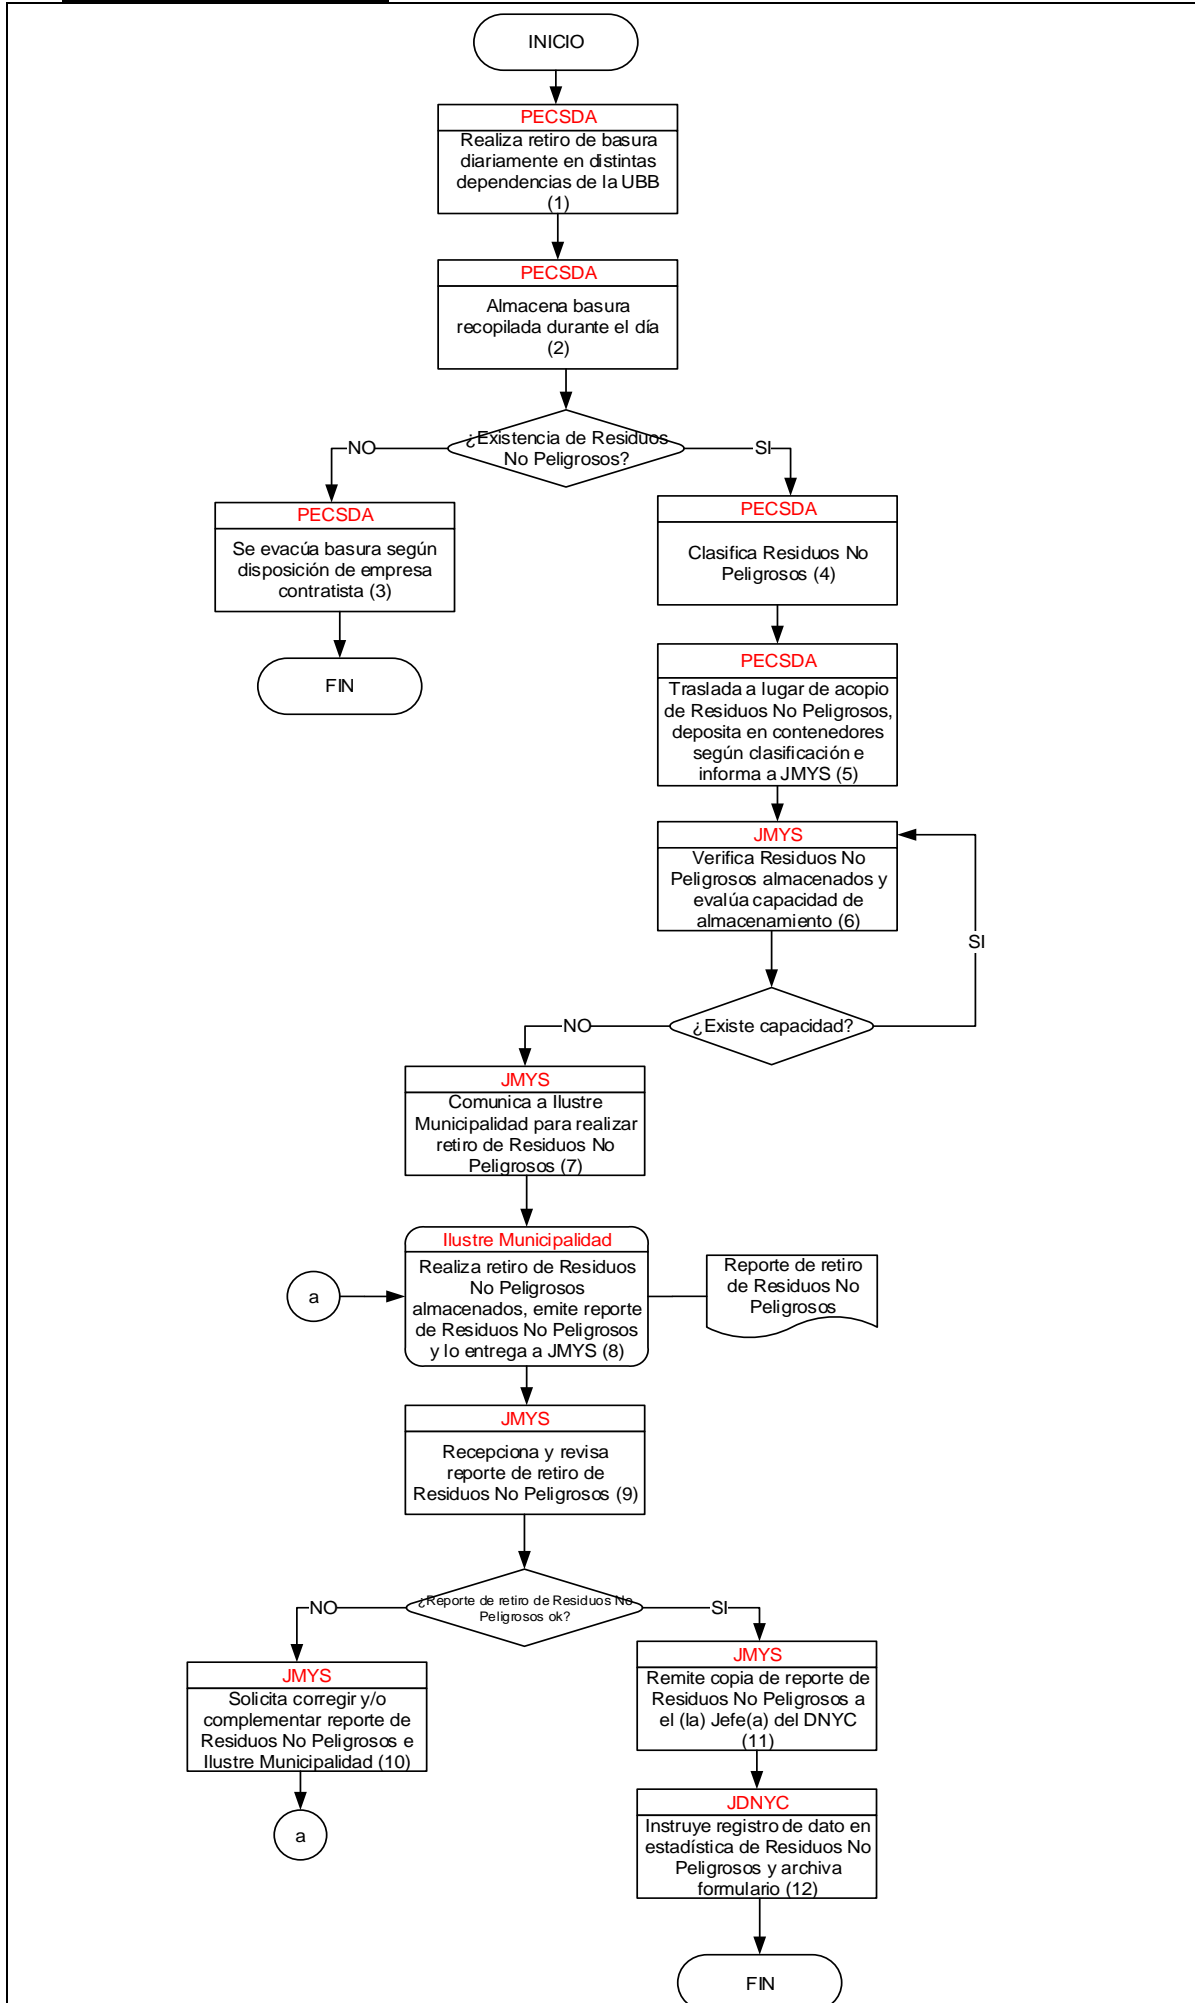 INICIO
PECSDA
Realiza retiro de basura
diariamente en distintas
dependencias de la UBB
(1)
PECSDA
Almacena basura
recopilada durante el día
(2)
¿Existencia de Residuos
No Peligrosos?
NO
SI
PECSDA
Se evacúa basura según
disposición de empresa
contratista (3)
FIN
PECSDA
Clasifica Residuos No
Peligrosos (4)
PECSDA
Traslada a lugar de acopio
de Residuos No Peligrosos,
deposita en contenedores
según clasificación e
informa a JMYS (5)
JMYS
Verifica Residuos No
Peligrosos almacenados y
evalúa capacidad de
almacenamiento (6)
SI
¿Existe capacidad?
NO
JMYS
Comunica a Ilustre
Municipalidad para realizar
retiro de Residuos No
Peligrosos (7)
Ilustre Municipalidad
Realiza retiro de Residuos
No Peligrosos
almacenados, emite reporte
de Residuos No Peligrosos
y lo entrega a JMYS (8)
a
Reporte de retiro
de Residuos No
Peligrosos
JMYS
Recepciona y revisa
reporte de retiro de
Residuos No Peligrosos (9)
¿Reporte de retiro de Residuos No
Peligrosos ok?
NO
SI
JMYS
Solicita corregir y/o
complementar reporte de
Residuos No Peligrosos e
Ilustre Municipalidad (10)
a
JMYS
Remite copia de reporte de
Residuos No Peligrosos a
el (la) Jefe(a) del DNYC
(11)
JDNYC
Instruye registro de dato en
estadística de Residuos No
Peligrosos y archiva
formulario (12)
FIN